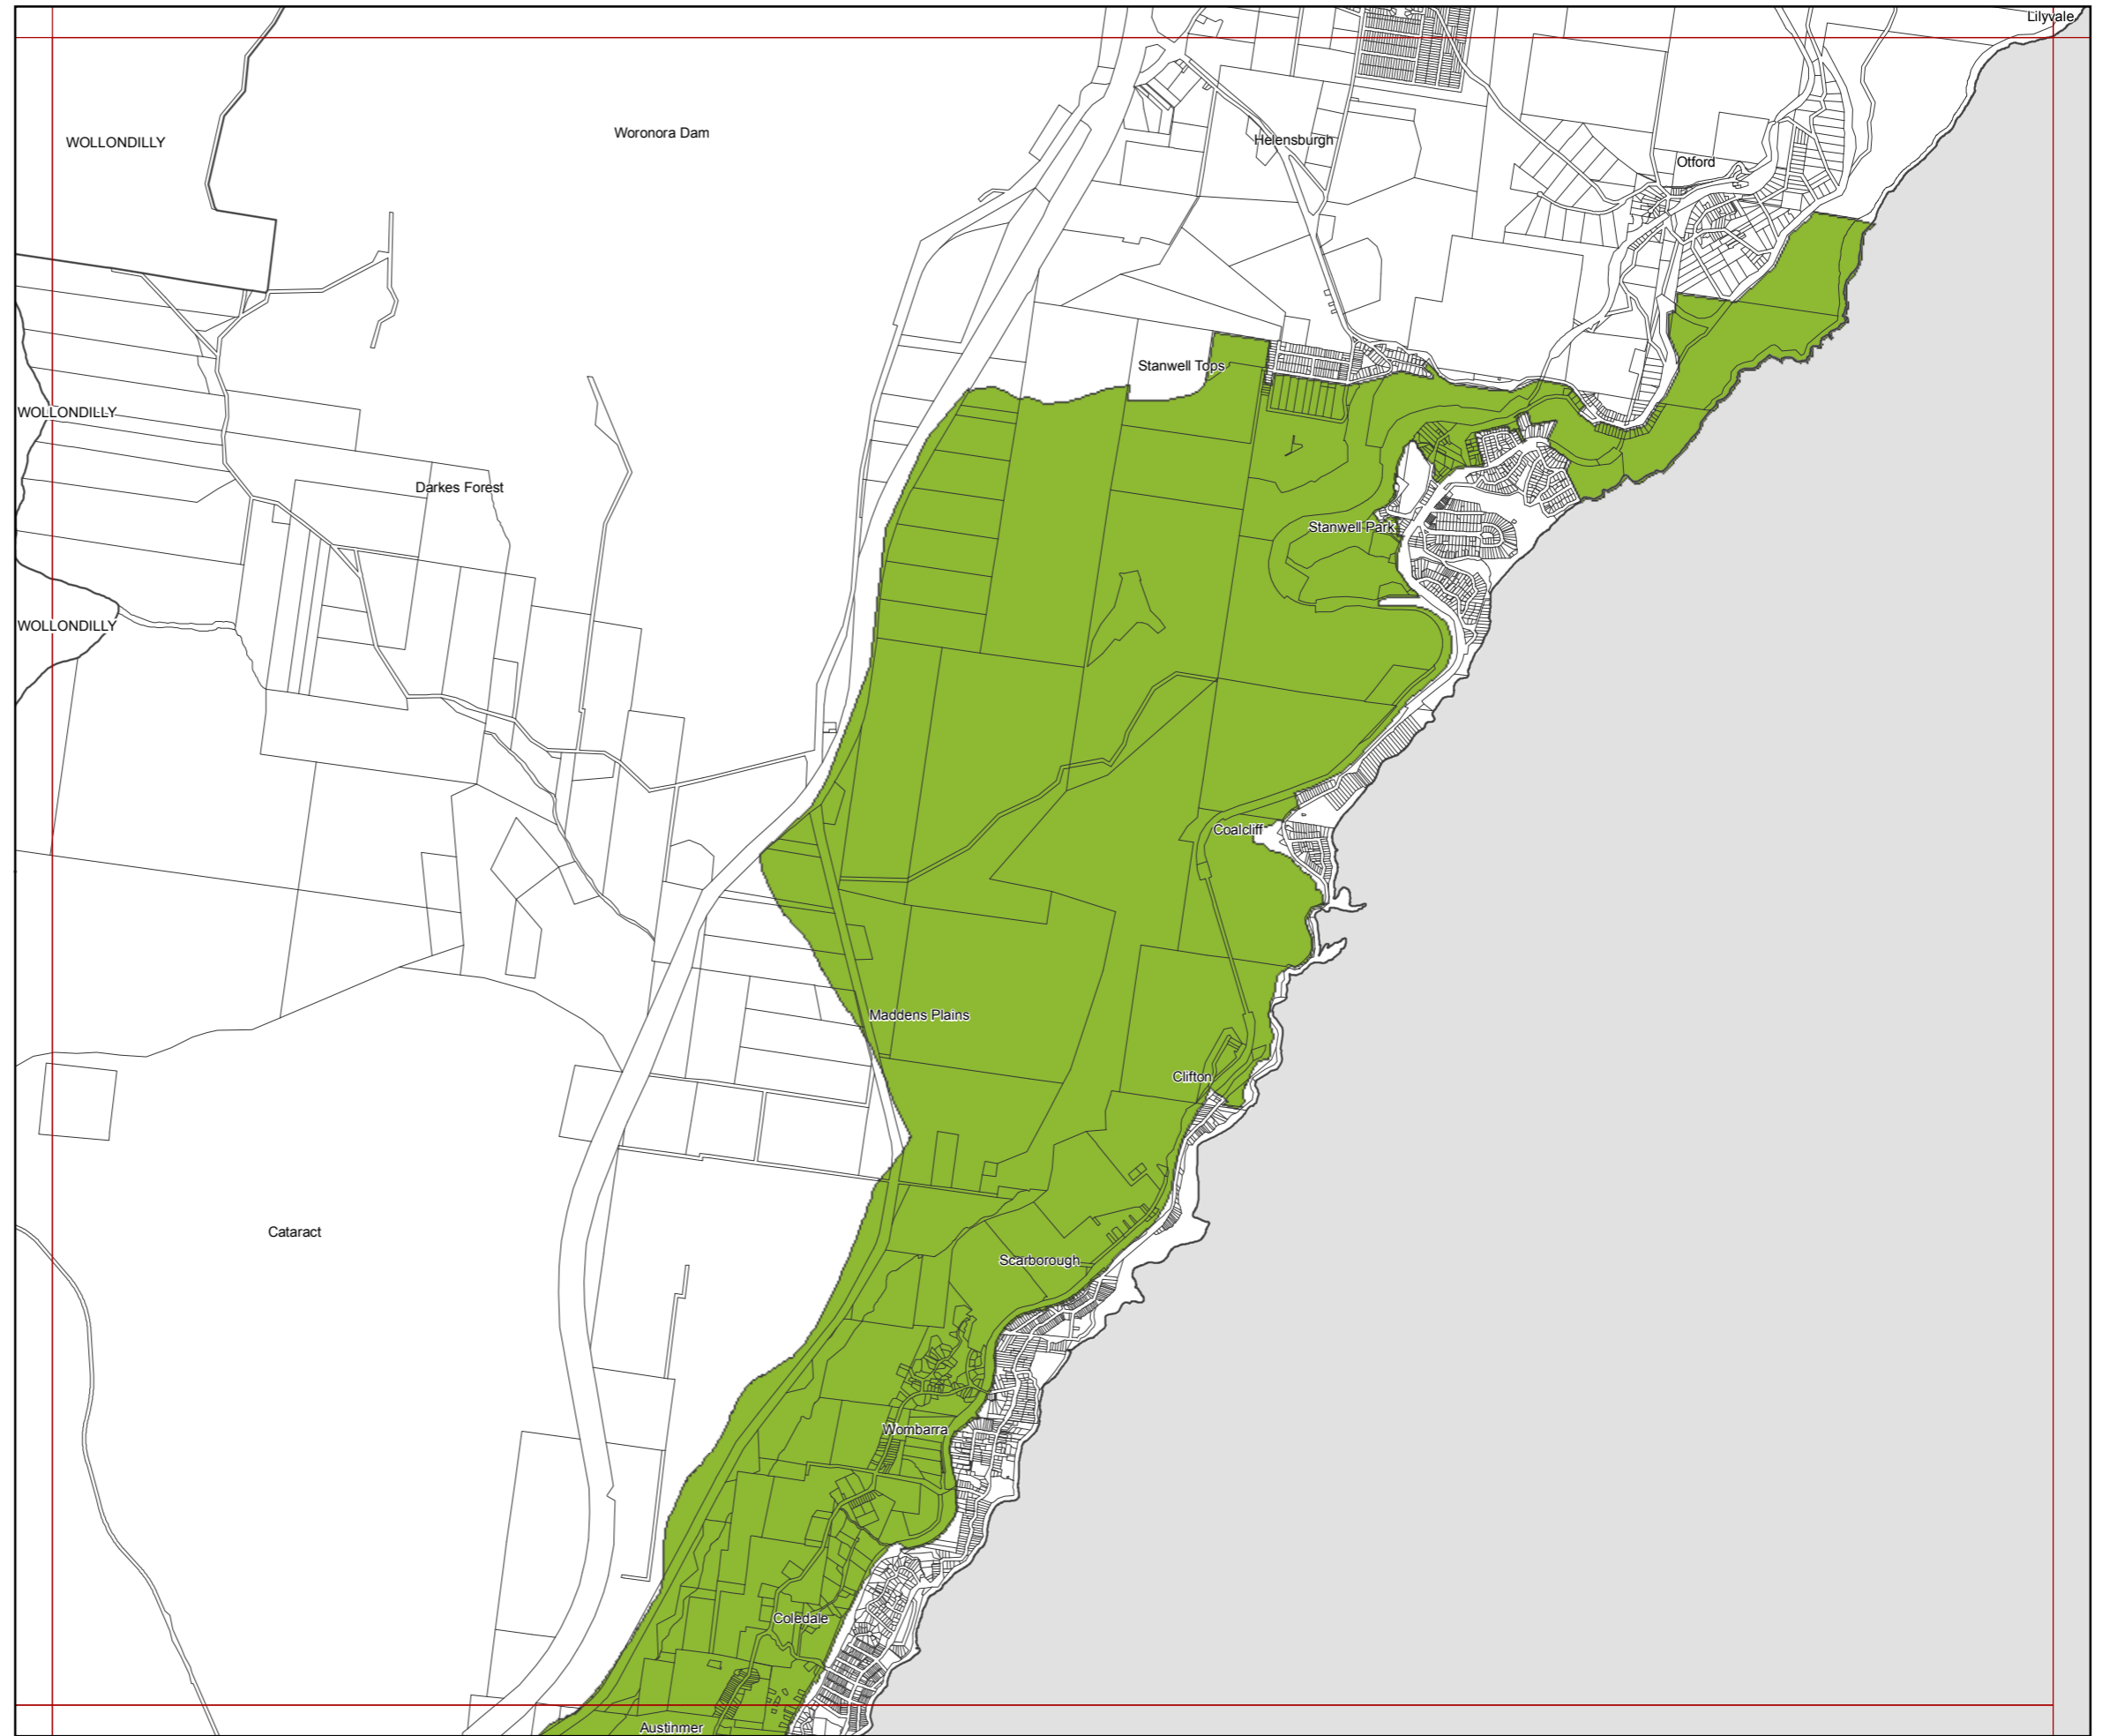 Lilyvale
Woronora Dam
WOLLONDILLY
Helensburgh
Otford
Stanwell Tops
WOLLONDILLY
Darkes Forest
Stanwell Park
WOLLONDILLY
Coalcliff
Maddens Plains
Clifton
Cataract
Scarborough
Wombarra
Coledale
Austinmer